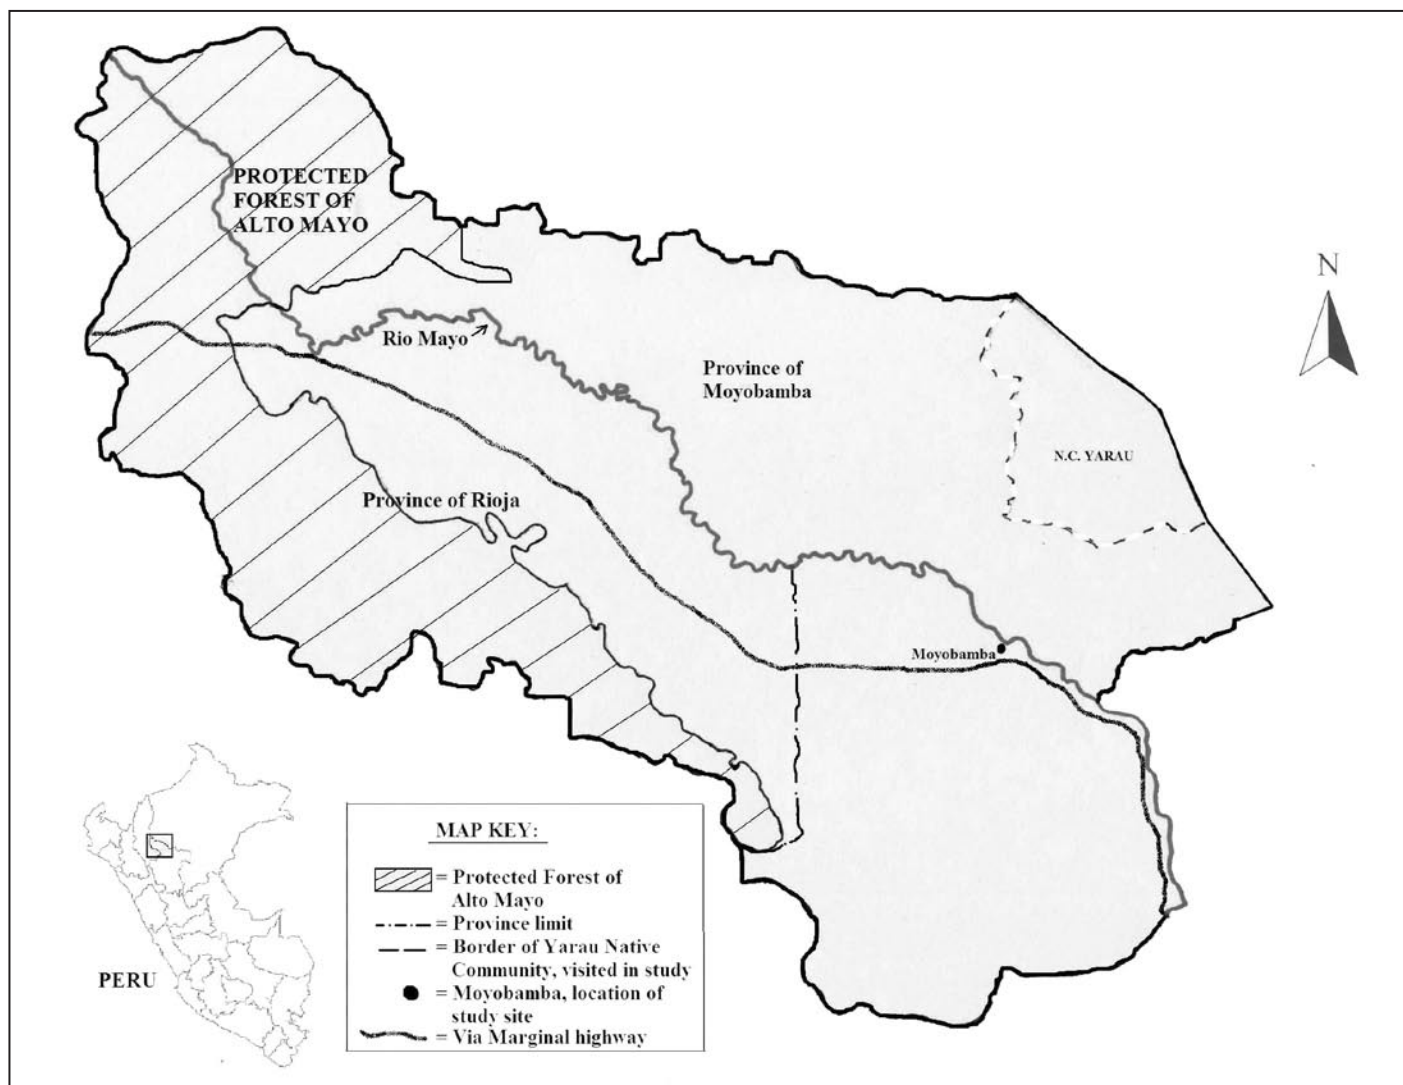 PROTECTED
FOREST OF
ALTO MAYO
N
Rio Mayo
Province of
Moyobamba
N.C. YARAU
Province of Rioja
Moyobamba
PERU
MAP KEY:
= Protected Forest of
Alto Mayo
= Province limit
= Border of Yarau Native
Community, visited in study
= Moyobamba, location of
study site
= Via Marginal highway